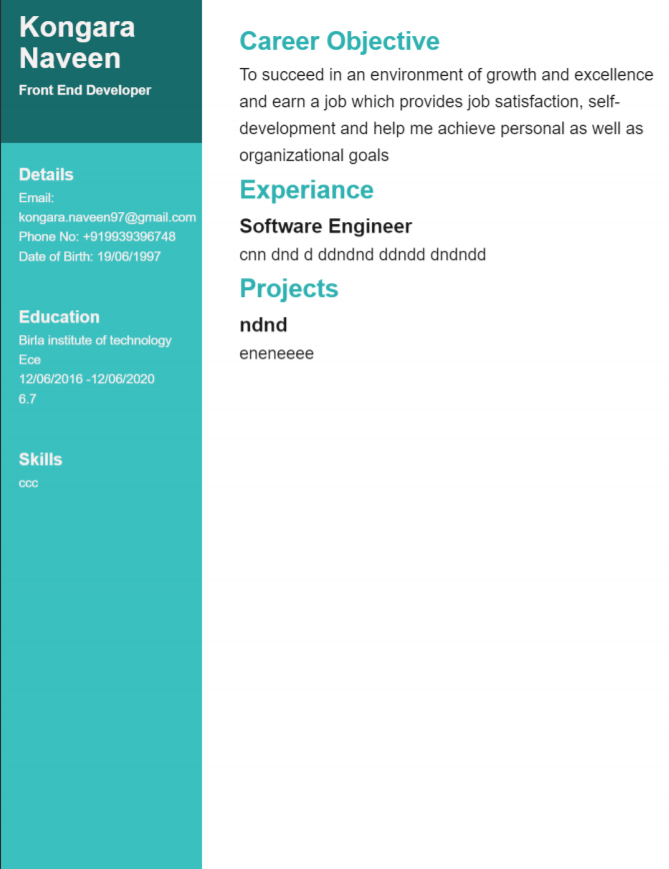 Kongara
Naveen
Front End Developer
Details
Email:
kongara.naveen97@gmail.com
Phone No: +919939396748
Date of Birth: 19/06/1997
Education
Birla institute of technology
Ece
12/06/2016 -12/06/2020
6.7
Skills
ccc
Career Objective
To succeed in an environment of growth and excellence
and earn a job which provides job satisfaction, self-
development and help me achieve personal as well as
organizational goals
Experiance
Software Engineer
cnn dnd d ddndnd ddndd dndndd
Projects
ndnd
eneneeee